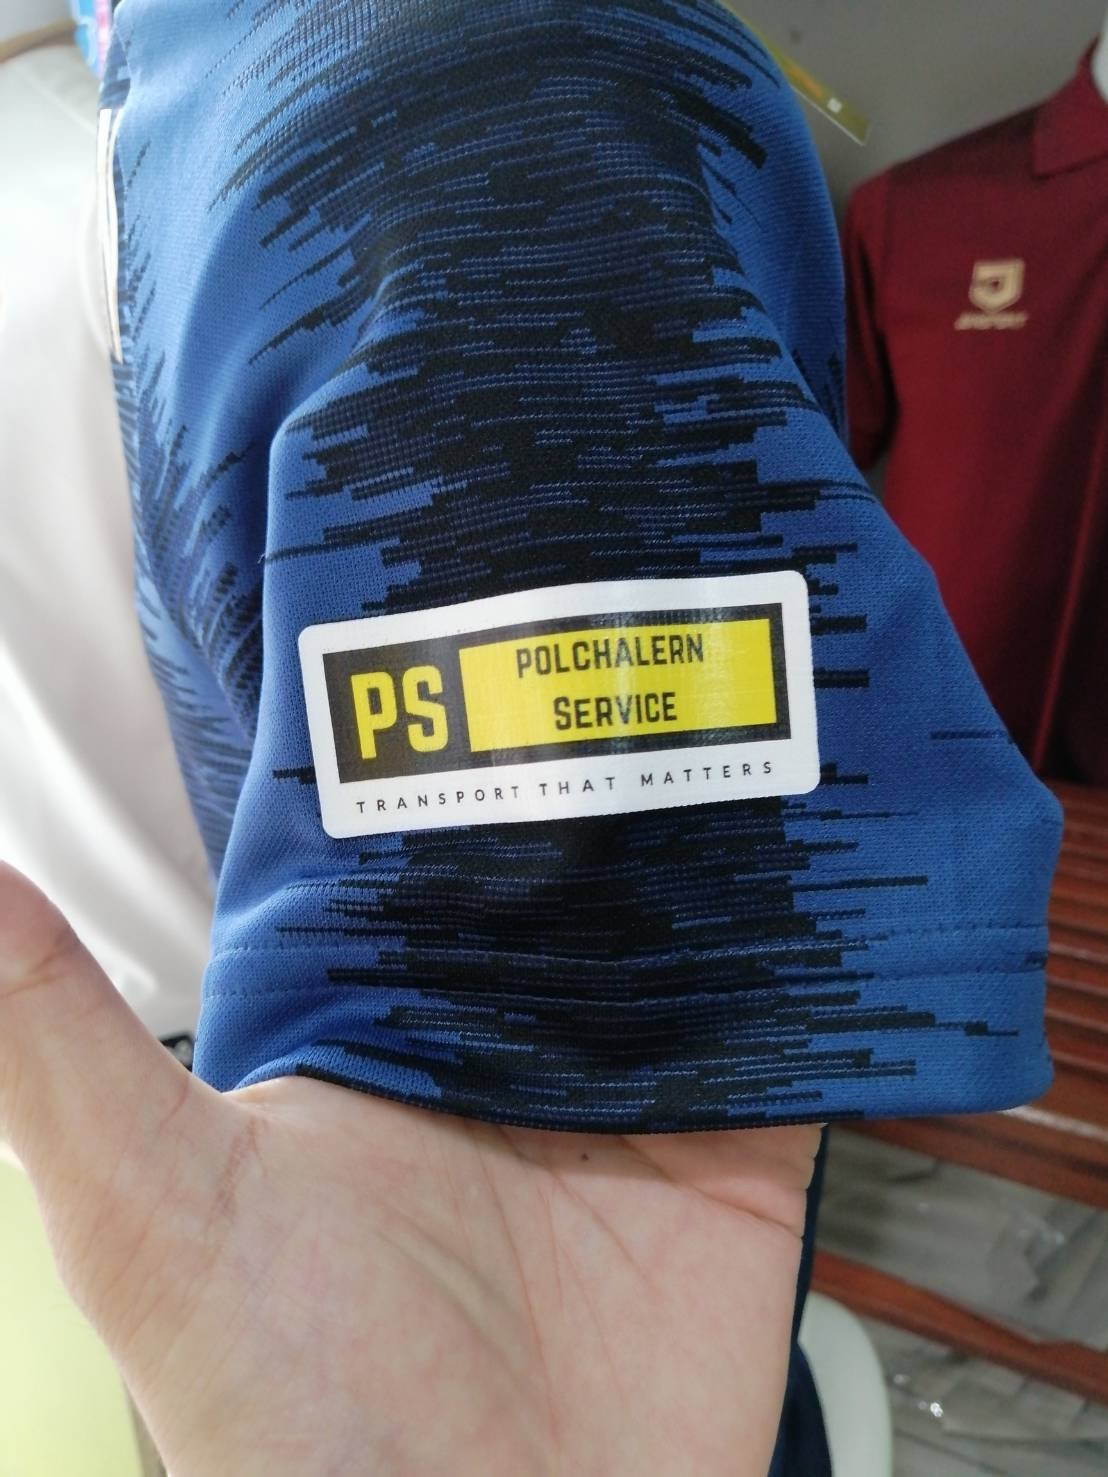 PS
POLCHALERN
SERVICE
TRANSPORT THAT MATTERS